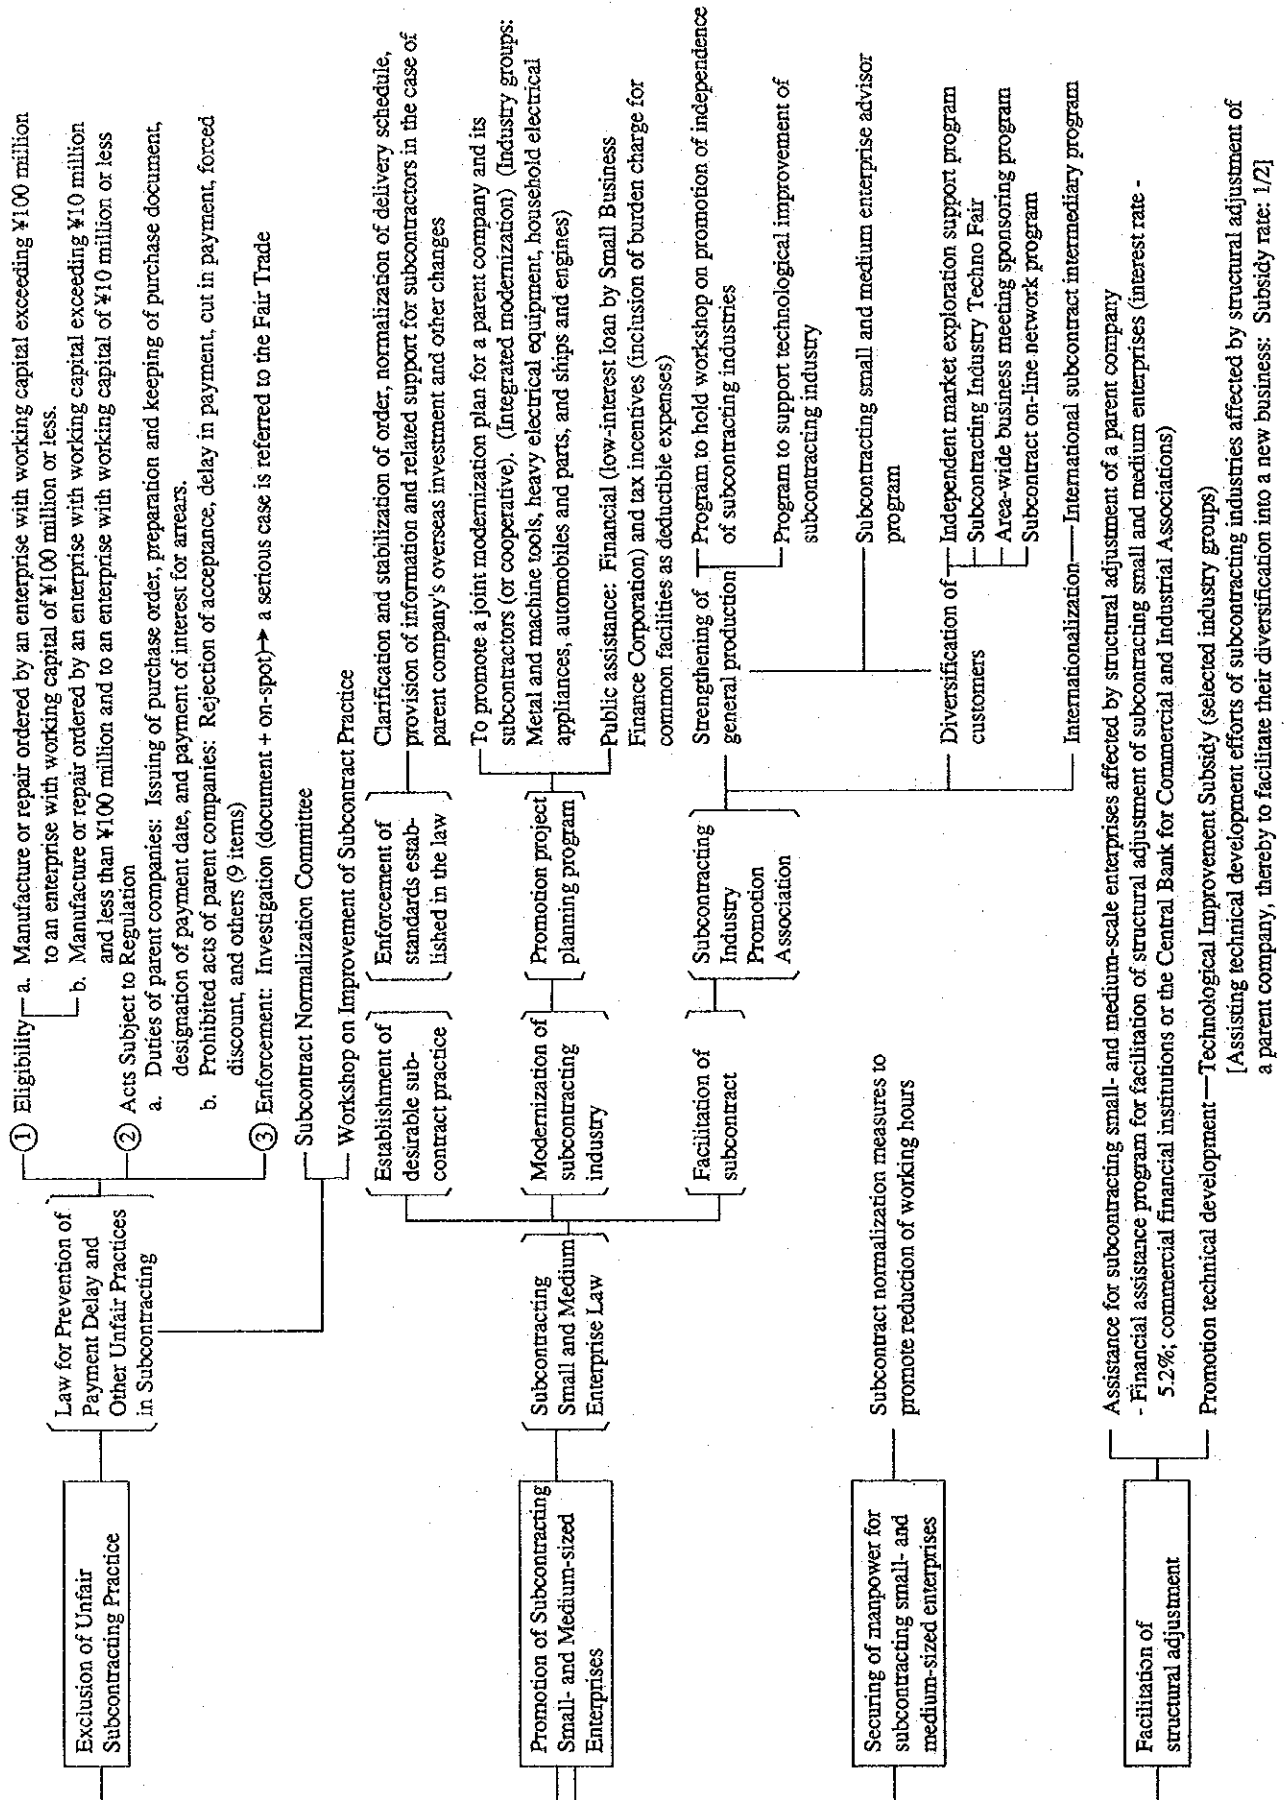 Exclusion of Unfair
Subcontracting Practice
Law for Prevention of
Payment Delay and
Other Unfair Practices
in Subcontracting
① Eligibility
a. Manufacture or repair ordered by an enterprise with working capital exceeding ¥100 million
to an enterprise with working capital of ¥100 million or less.
b. Manufacture or repair ordered by an enterprise with working capital exceeding ¥10 million
and less than ¥100 million and to an enterprise with working capital of ¥10 million or less
② Acts Subject to Regulation
a. Duties of parent companies: Issuing of purchase order, preparation and keeping of purchase document,
designation of payment date, and payment of interest for arrears.
b. Prohibited acts of parent companies: Rejection of acceptance, delay in payment, cut in payment, forced
discount, and others (9 items)
③ Enforcement: Investigation (document + on-spot)→ a serious case is referred to the Fair Trade
Subcontract Normalization Committee
Workshop on Improvement of Subcontract Practice
Promotion of Subcontracting
Small- and Medium-sized
Enterprises
Subcontracting
Small and Medium
Enterprise Law
Establishment of
desirable sub-
contract practice
Enforcement of
standards estab-
lished in the law
Clarification and stabilization of order, normalization of delivery schedule,
provision of information and related support for subcontractors in the case of
parent company's overseas investment and other changes
Modernization of
subcontracting
industry
Promotion project
planning program
To promote a joint modernization plan for a parent company and its
subcontractors (or cooperative). (Integrated modernization) (Industry groups:
Metal and machine tools, heavy electrical equipment, household electrical
appliances, automobiles and parts, and ships and engines)
Public assistance: Financial (low-interest loan by Small Business
Finance Corporation) and tax incentives (inclusion of burden charge for
common facilities as deductible expenses)
Facilitation of
subcontract
Subcontracting
Industry
Promotion
Association
Strengthening of
general production
Program to hold workshop on promotion of independence
of subcontracting industries
Program to support technological improvement of
subcontracting industry
Subcontracting small and medium enterprise advisor
program
Diversification of
customers
Independent market exploration support program
Subcontracting Industry Techno Fair
Area-wide business meeting sponsoring program
Subcontract on-line network program
Internationalization
International subcontract intermediary program
Securing of manpower for
subcontracting small- and
medium-sized enterprises
Subcontract normalization measures to
promote reduction of working hours
Facilitation of
structural adjustment
Assistance for subcontracting small- and medium-scale enterprises affected by structural adjustment of a parent company
- Financial assistance program for facilitation of structural adjustment of subcontracting small and medium enterprises (interest rate -
5.2%; commercial financial institutions or the Central Bank for Commercial and Industrial Associations)
Promotion technical development—Technological Improvement Subsidy (selected industry groups)
[Assisting technical development efforts of subcontracting industries affected by structural adjustment of
a parent company, thereby to facilitate their diversification into a new business: Subsidy rate: 1/2]